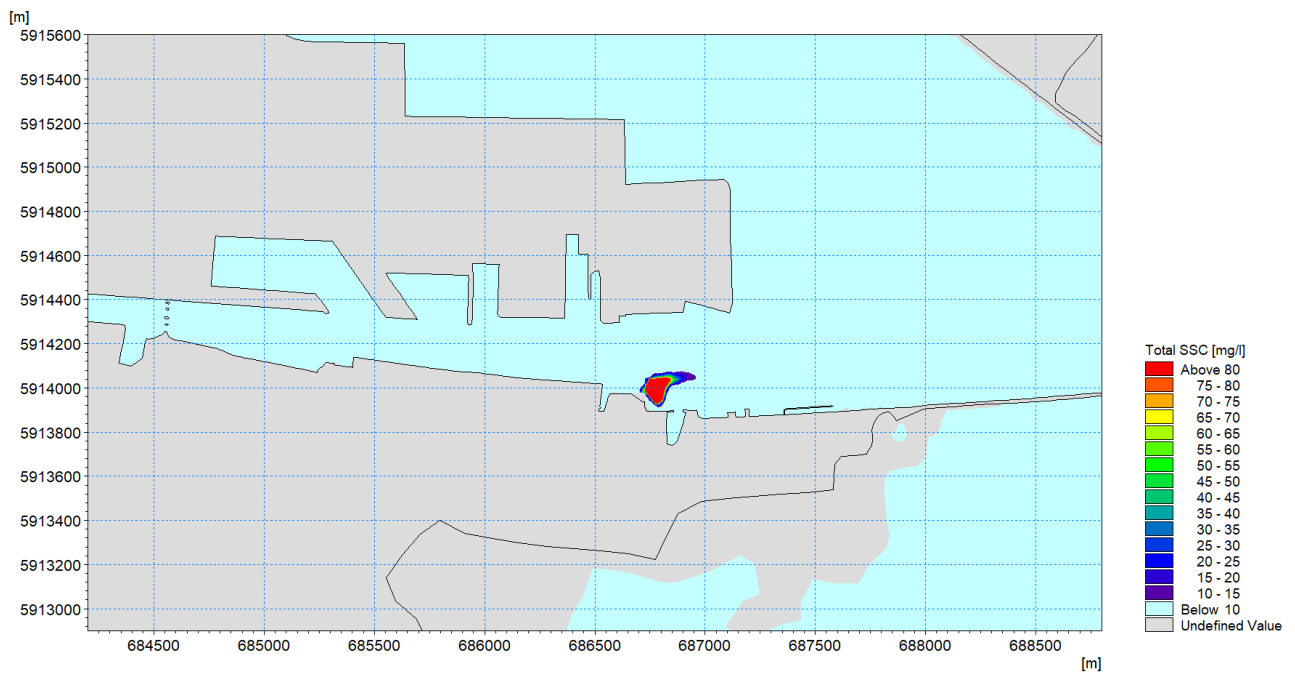 [m]
5915600
5915400
5915200
5915000
5914800
5914600
5914400
5914200
5914000
5913800
5913600
5913400
5913200
5913000
684500 685000 685500 686000 686500 687000 687500 688000 688500
[m]
Total SSC [mg/l]
Above 80
75 - 80
70 - 75
65 - 70
60 - 65
55 - 60
50 - 55
45 - 50
40 - 45
35 - 40
30 - 35
25 - 30
20 - 25
15 - 20
10 - 15
Below 10
Undefined Value